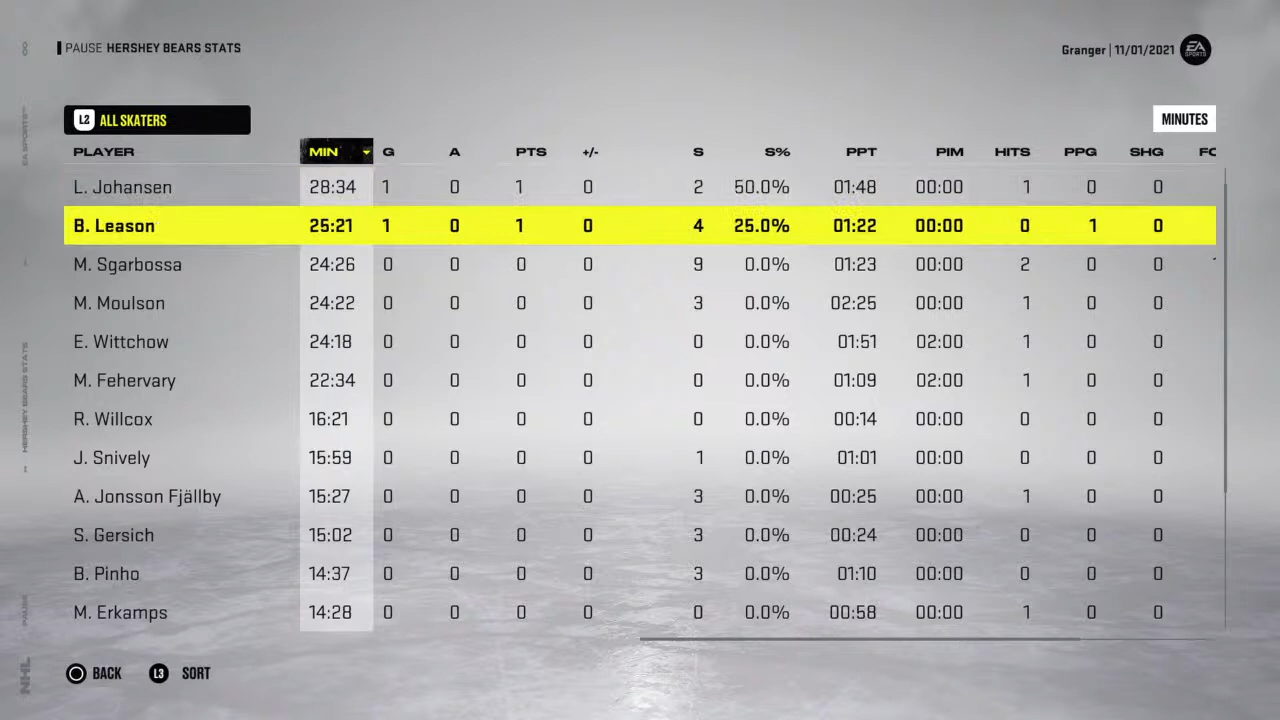 PAUSE HERSHEY BEARS STATS
Granger | 11/01/2021
EA SPORTS
L2 ALL SKATERS
MINUTES
PLAYER MIN G A PTS +/- S S% PPT PIM HITS PPG SHG
L. Johansen 28:34 1 0 1 0 2 50.0% 01:48 00:00 1 0 0
B. Leason 25:21 1 0 1 0 4 25.0% 01:22 00:00 0 1 0
M. Sgarbossa 24:26 0 0 0 0 9 0.0% 01:23 00:00 2 0 0
M. Moulson 24:22 0 0 0 0 3 0.0% 02:25 00:00 1 0 0
E. Wittchow 24:18 0 0 0 0 0 0.0% 01:51 02:00 1 0 0
M. Fehervary 22:34 0 0 0 0 0 0.0% 01:09 02:00 1 0 0
R. Willcox 16:21 0 0 0 0 0 0.0% 00:14 00:00 0 0 0
J. Snively 15:59 0 0 0 0 1 0.0% 01:01 00:00 0 0 0
A. Jonsson Fjällby 15:27 0 0 0 0 3 0.0% 00:25 00:00 1 0 0
S. Gersich 15:02 0 0 0 0 3 0.0% 00:24 00:00 0 0 0
B. Pinho 14:37 0 0 0 0 3 0.0% 01:10 00:00 0 0 0
M. Erkamps 14:28 0 0 0 0 0 0.0% 00:58 00:00 1 0 0
BACK L3 SORT
EA SPORTS™
HERSHEY BEARS STATS
PAUSE
NHL